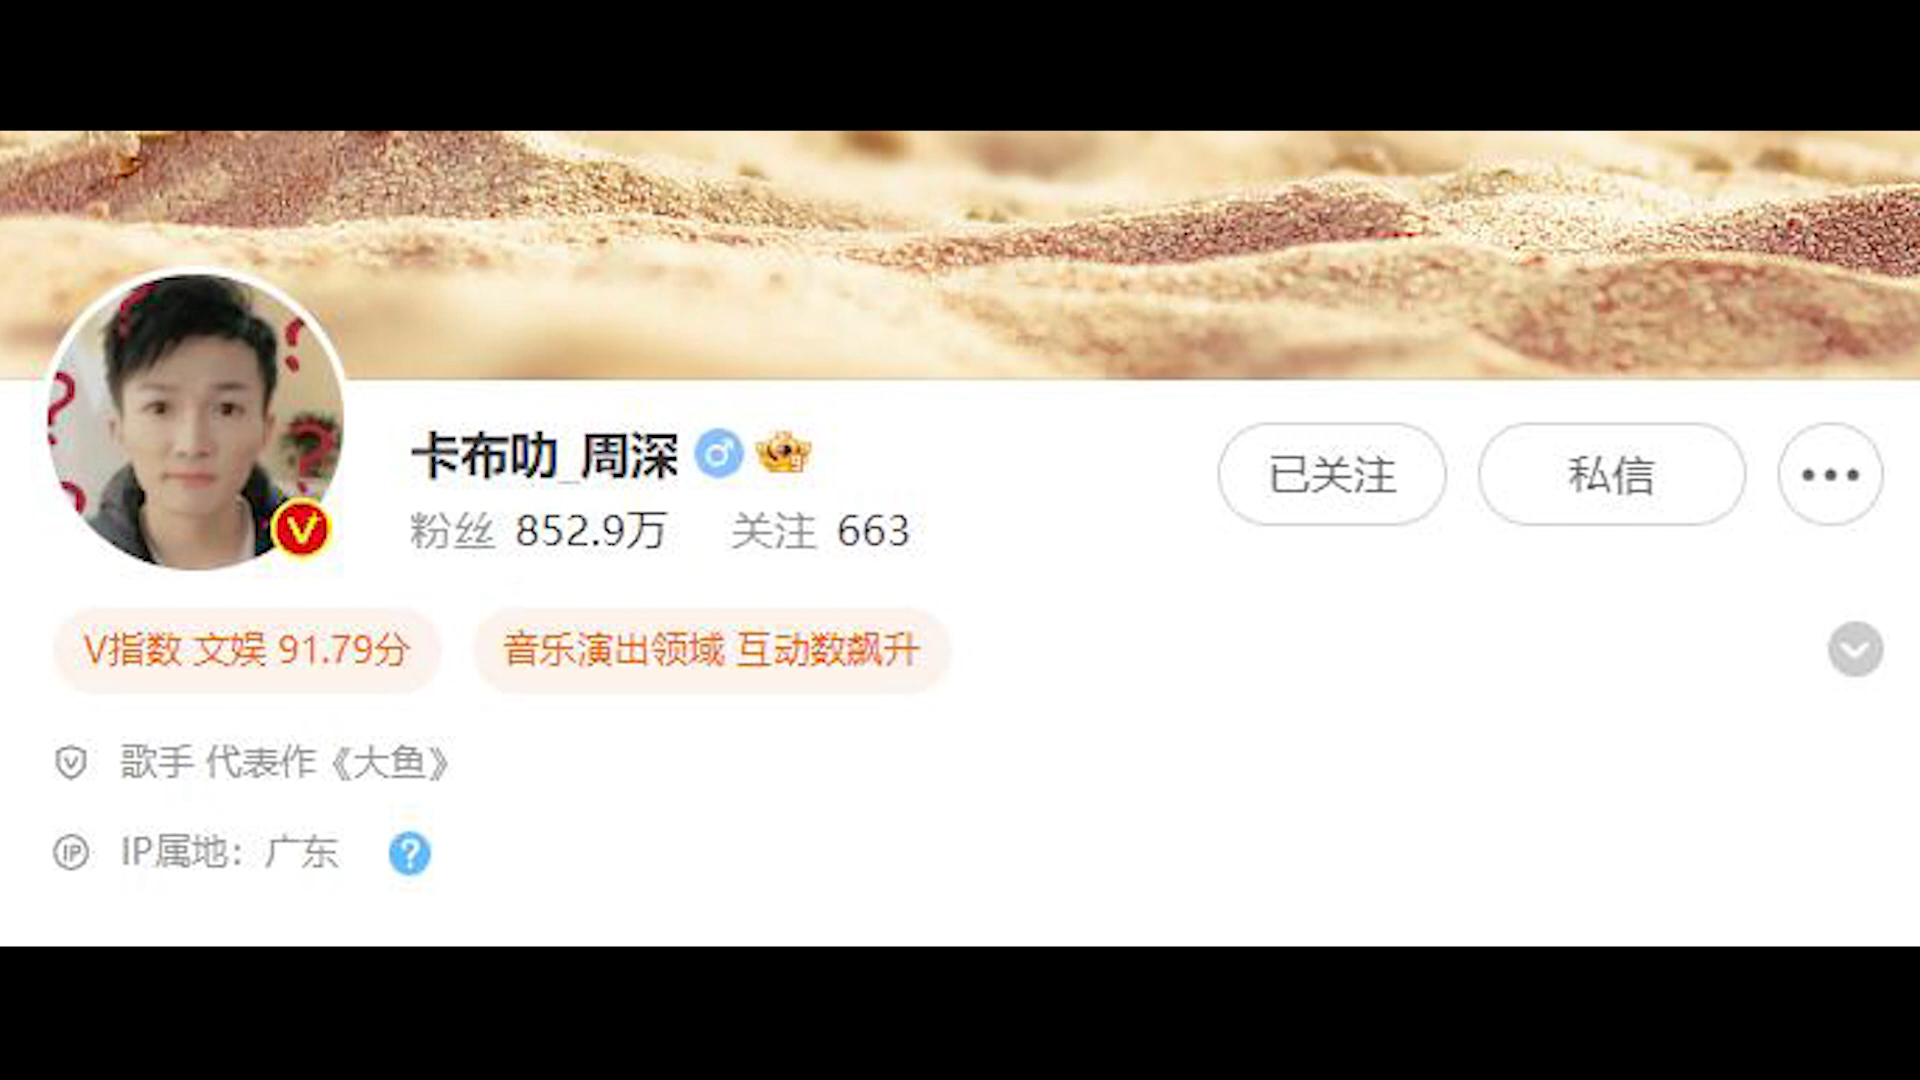 卡布叻_周深
粉丝 852.9万 关注 663
已关注
私信
V指数 文娱 91.79分
音乐演出领域 互动数飙升
歌手 代表作《大鱼》
IP属地：广东